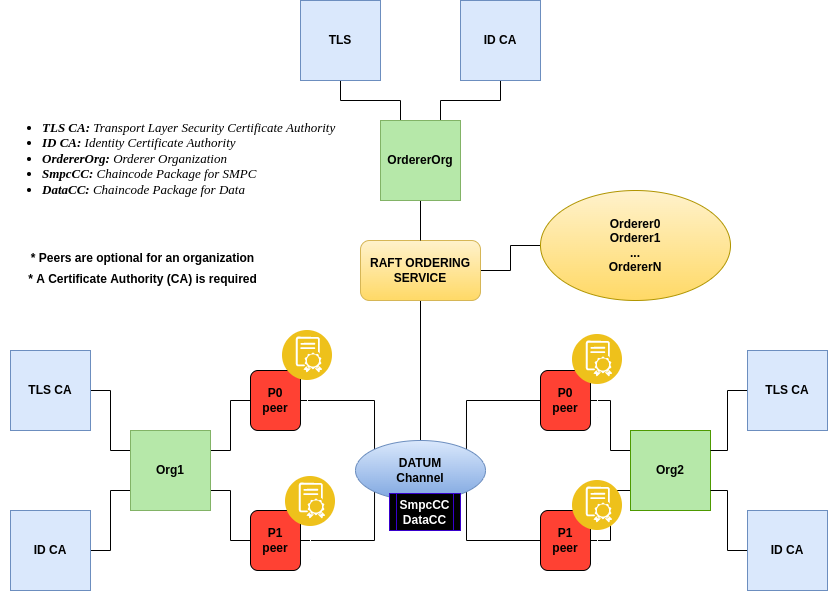 TLS
ID CA
TLS CA: Transport Layer Security Certificate Authority
ID CA: Identity Certificate Authority
OrdererOrg: Orderer Organization
SmpcCC: Chaincode Package for SMPC
DataCC: Chaincode Package for Data
OrdererOrg
* Peers are optional for an organization
* A Certificate Authority (CA) is required
RAFT ORDERING
SERVICE
Orderer0
Orderer1
...
OrdererN
TLS CA
ID CA
Org1
P0
peer
P1
peer
DATUM
Channel
SmpcCC
DataCC
P0
peer
P1
peer
Org2
TLS CA
ID CA